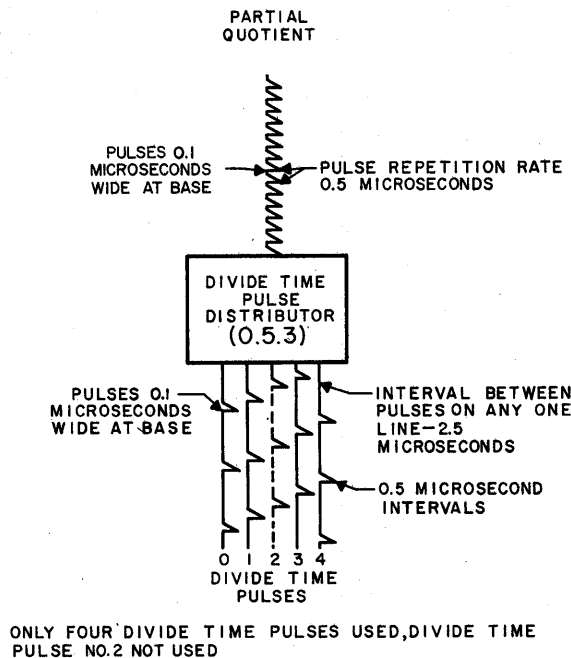 PARTIAL
QUOTIENT
PULSES 0.1
MICROSECONDS
WIDE AT BASE
PULSE REPETITION RATE
0.5 MICROSECONDS
DIVIDE TIME
PULSE
DISTRIBUTOR
(0.5.3)
PULSES 0.1
MICROSECONDS
WIDE AT BASE
INTERVAL BETWEEN
PULSES ON ANY ONE
LINE—2.5
MICROSECONDS
0.5 MICROSECOND
INTERVALS
0 1 2 3 4
DIVIDE TIME
PULSES
ONLY FOUR DIVIDE TIME PULSES USED, DIVIDE TIME
PULSE NO.2 NOT USED